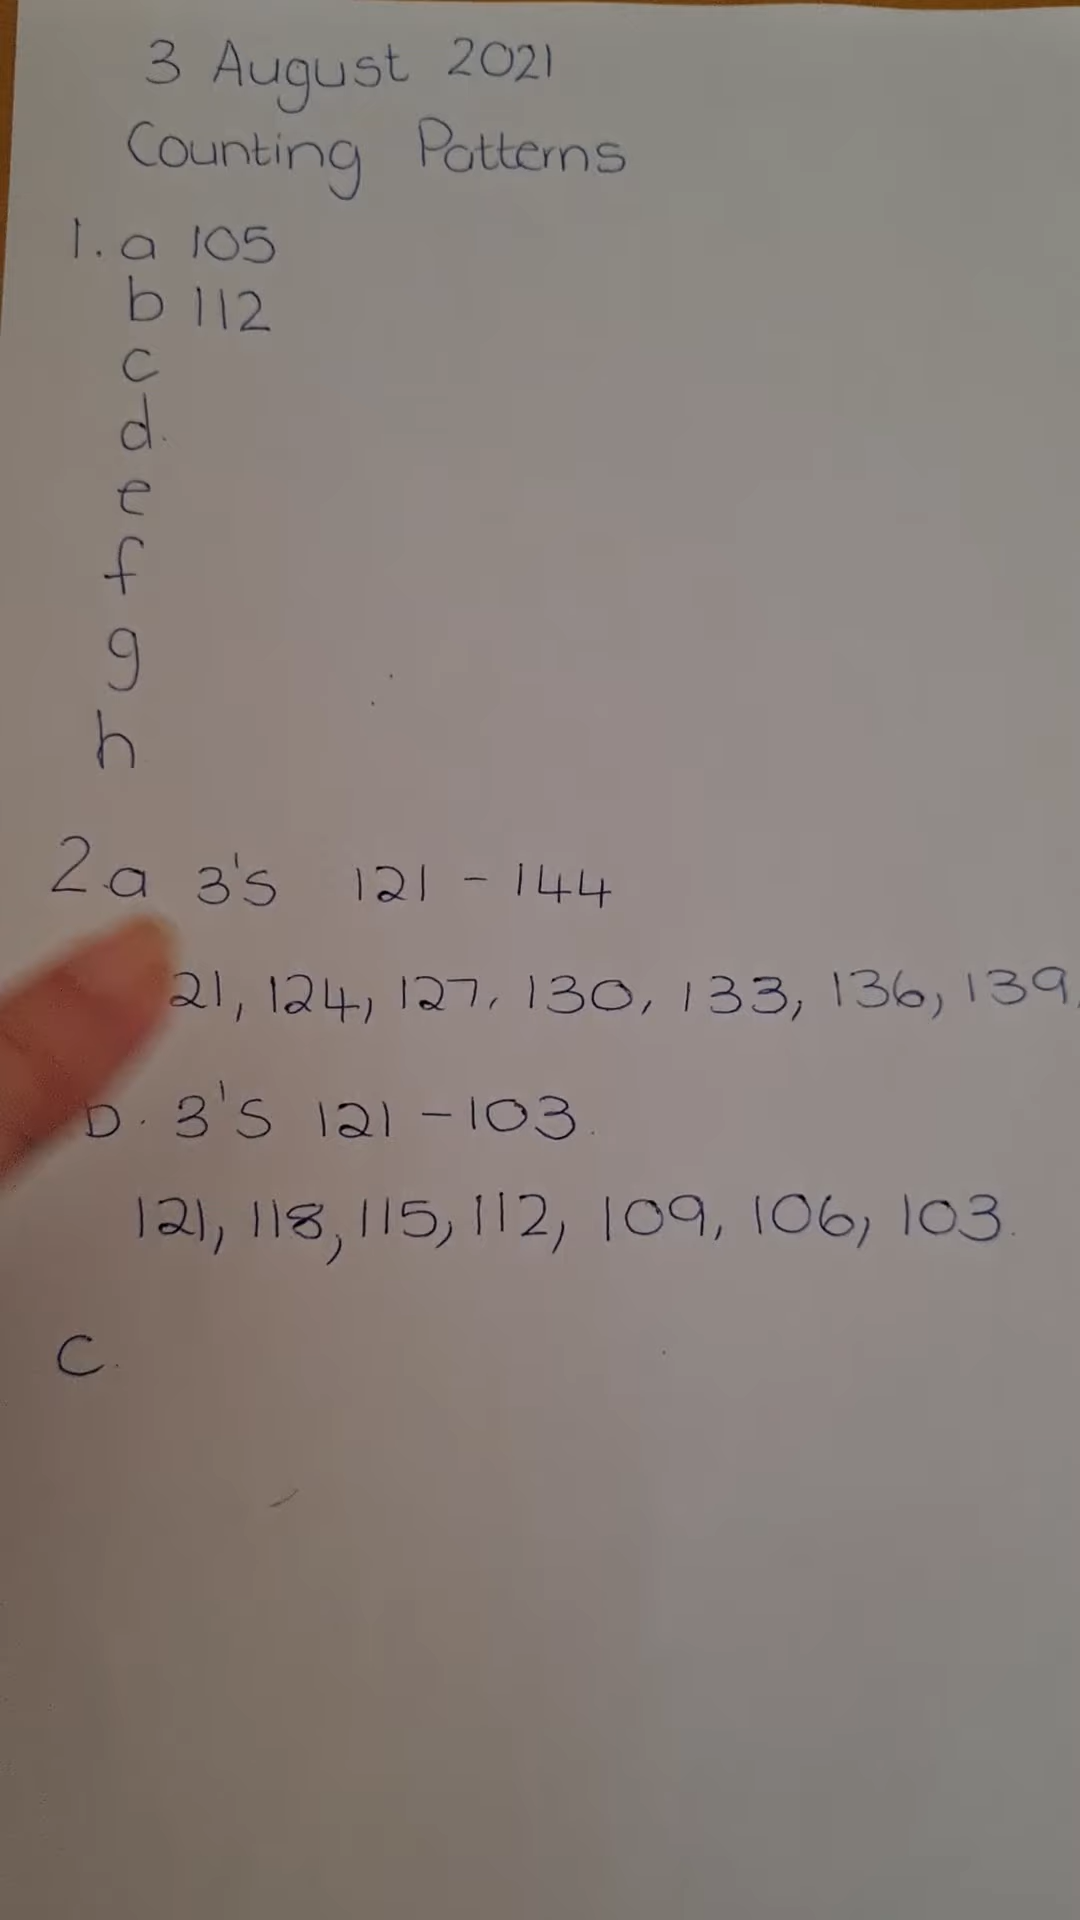 3 August 2021
Counting Patterns
1. a 105
b 112
c
d.
e
f
g
h
2.a 3's 121 - 144
21, 124, 127, 130, 133, 136, 139,
b. 3's 121 - 103.
121, 118, 115, 112, 109, 106, 103.
C.